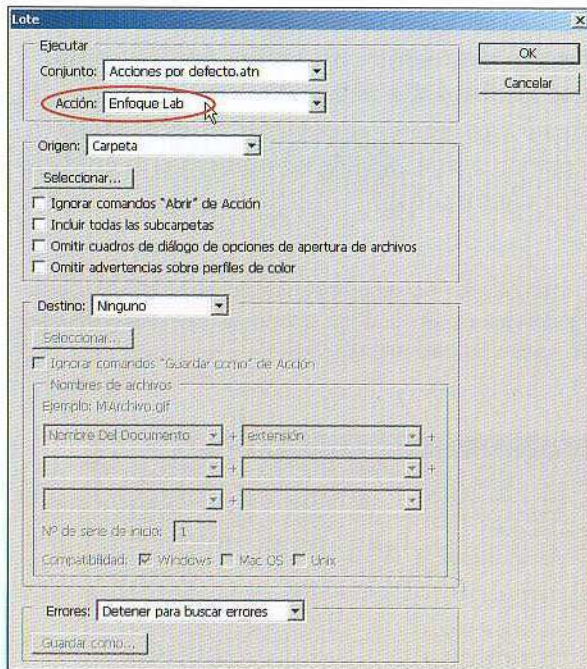 Lote
Ejecutar
Conjunto: Acciones por defecto.atn
Acción: Enfoque Lab
OK
Cancelar
Origen: Carpeta
Seleccionar...
Ignorar comandos "Abrir" de Acción
Incluir todas las subcarpetas
Omitir cuadros de diálogo de opciones de apertura de archivos
Omitir advertencias sobre perfiles de color
Destino: Ninguno
Seleccionar...
Ignorar comandos "Guardar como" de Acción
Nombres de archivos
Ejemplo: MiArchivo.gif
Nombre Del Documento + extensión +
+ +
+
Nº de serie de inicio: 1
Compatibilidad: Windows Mac OS Unix
Errores: Detener para buscar errores
Guardar como...